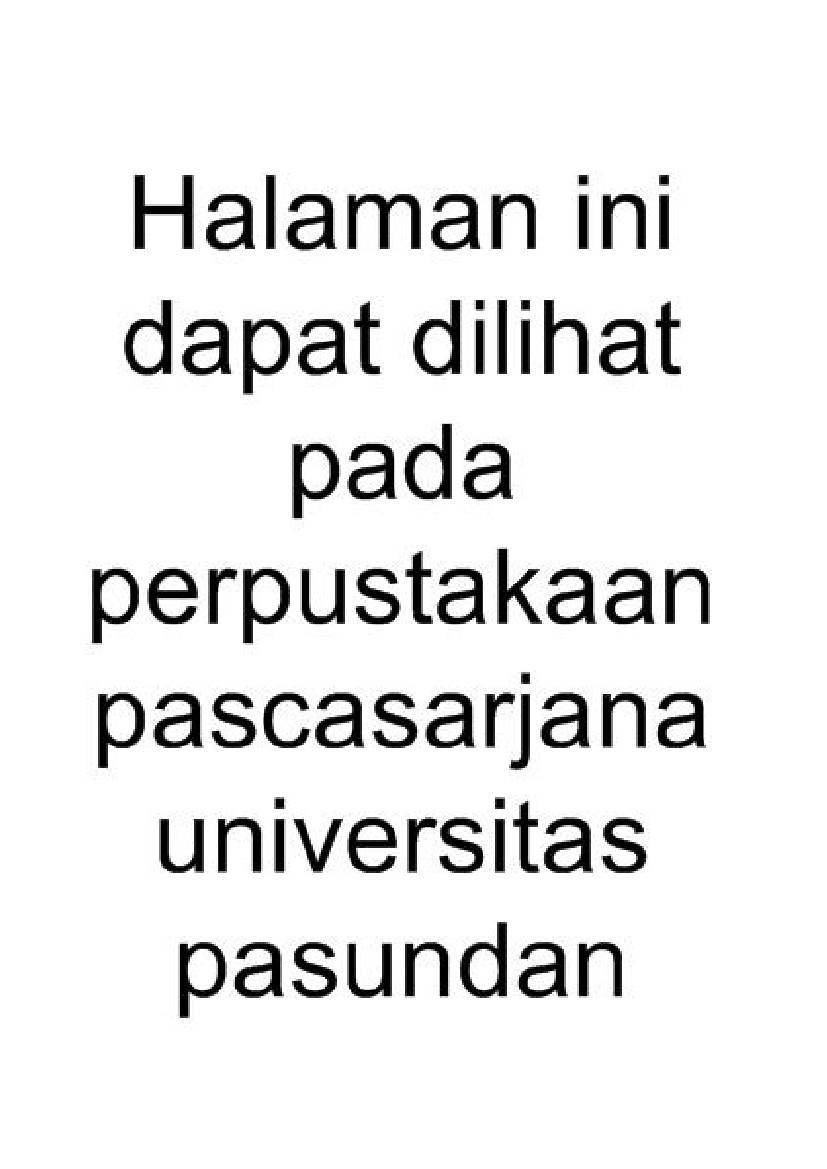 Halaman ini
dapat dilihat
pada
perpustakaan
pascasarjana
universitas
pasundan